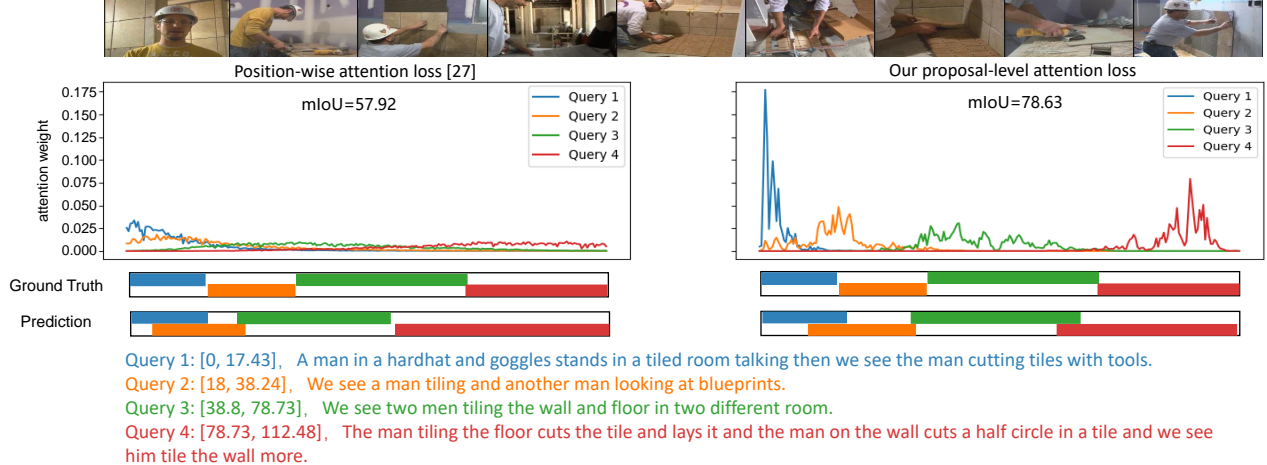 Position-wise attention loss [27]
Our proposal-level attention loss
mIoU=57.92
mIoU=78.63
Query 1
Query 2
Query 3
Query 4
Query 1
Query 2
Query 3
Query 4
attention weight
0.175
0.150
0.125
0.100
0.075
0.050
0.025
0.000
Ground Truth
Prediction
Query 1: [0, 17.43], A man in a hardhat and goggles stands in a tiled room talking then we see the man cutting tiles with tools.
Query 2: [18, 38.24], We see a man tiling and another man looking at blueprints.
Query 3: [38.8, 78.73], We see two men tiling the wall and floor in two different room.
Query 4: [78.73, 112.48], The man tiling the floor cuts the tile and lays it and the man on the wall cuts a half circle in a tile and we see
him tile the wall more.